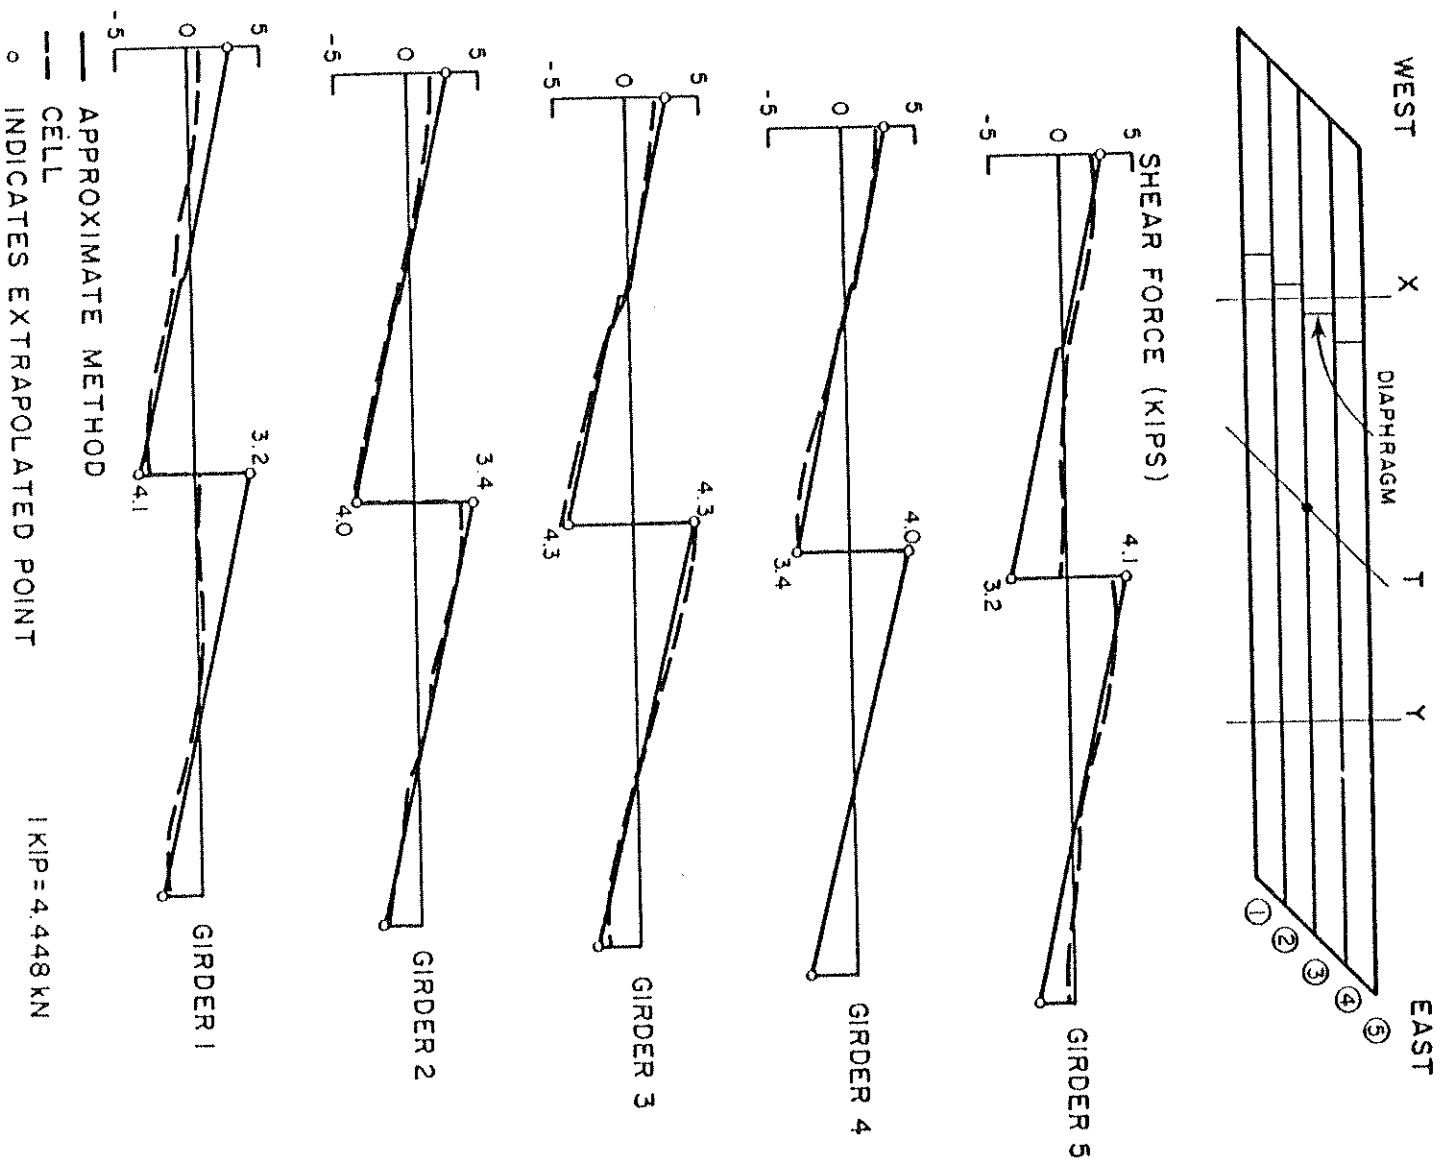 WEST
X
T
Y
EAST
DIAPHRAGM
① ② ③ ④ ⑤
SHEAR FORCE (KIPS)
5
0
-5
4.1
3.2
GIRDER 5
5
0
-5
4.0
3.4
GIRDER 4
5
0
-5
4.3
4.3
GIRDER 3
5
0
-5
3.4
4.0
GIRDER 2
5
0
-5
3.2
4.1
GIRDER 1
APPROXIMATE METHOD
CELL
INDICATES EXTRAPOLATED POINT
1 KIP = 4.448 kN